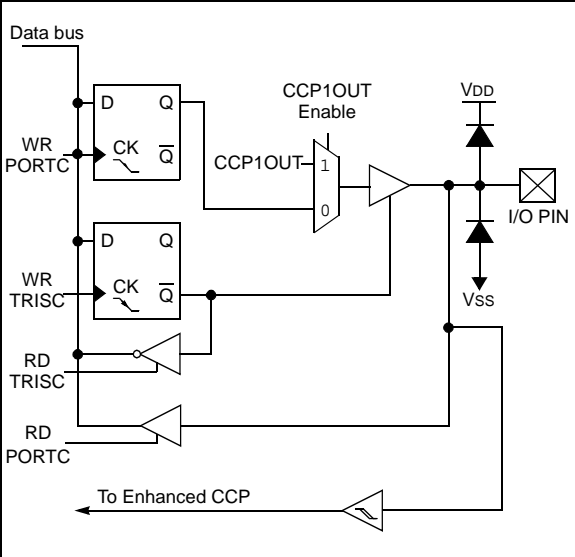 Data bus
D Q
WR
PORTC
CK
Q
CCP1OUT
Enable
CCP1OUT
1
0
VDD
I/O PIN
VSS
D Q
WR
TRISC
CK
Q
RD
TRISC
RD
PORTC
To Enhanced CCP